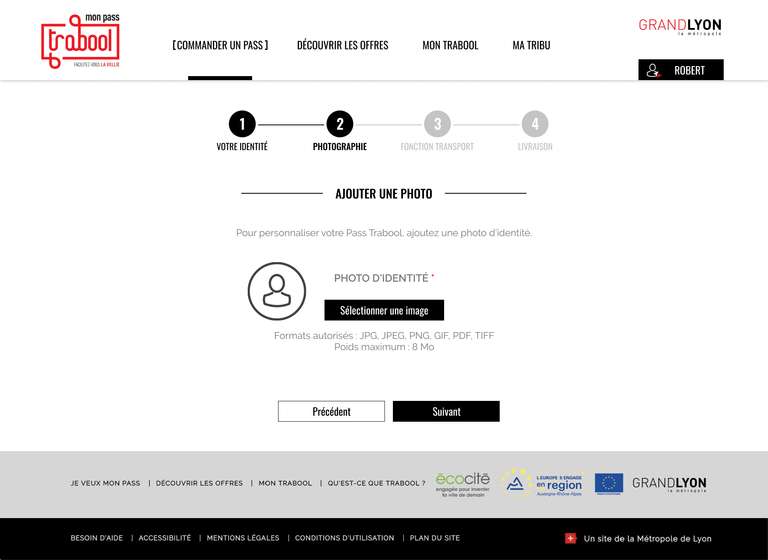 mon pass
trabool
FACILITEZ-VOUS LA VI(LL)E
[COMMANDER UN PASS]
DÉCOUVRIR LES OFFRES
MON TRABOOL
MA TRIBU
GRANDLYON
la métropole
ROBERT
1
2
3
4
VOTRE IDENTITÉ
PHOTOGRAPHIE
FONCTION TRANSPORT
LIVRAISON
AJOUTER UNE PHOTO
Pour personnaliser votre Pass Trabool, ajoutez une photo d'identité.
PHOTO D'IDENTITÉ *
Sélectionner une image
Formats autorisés : JPG, JPEG, PNG, GIF, PDF, TIFF
Poids maximum : 8 Mo
Précédent
Suivant
JE VEUX MON PASS | DÉCOUVRIR LES OFFRES | MON TRABOOL | QU'EST-CE QUE TRABOOL ?
écocité
engagée pour inventer
la ville de demain
L'EUROPE S'ENGAGE
en région
Auvergne-Rhône-Alpes
GRANDLYON
la métropole
BESOIN D'AIDE | ACCESSIBILITÉ | MENTIONS LÉGALES | CONDITIONS D'UTILISATION | PLAN DU SITE
Un site de la Métropole de Lyon